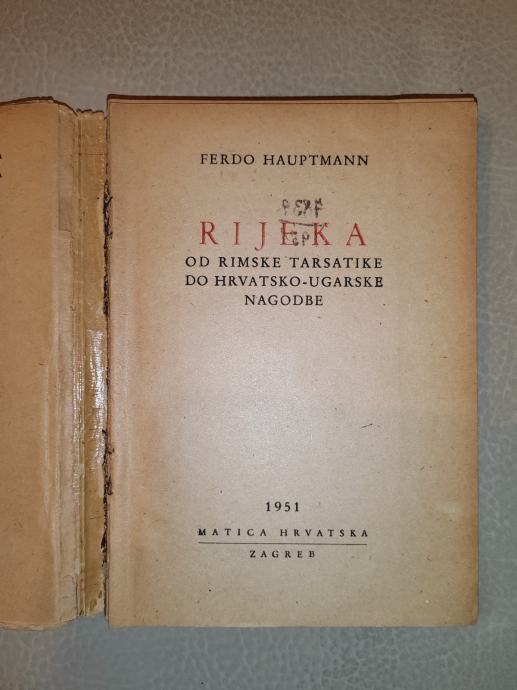 FERDO HAUPTMANN
RIJEKA
OD RIMSKE TARSATIKE
DO HRVATSKO-UGARSKE
NAGODBE
1951
MATICA HRVATSKA
ZAGREB